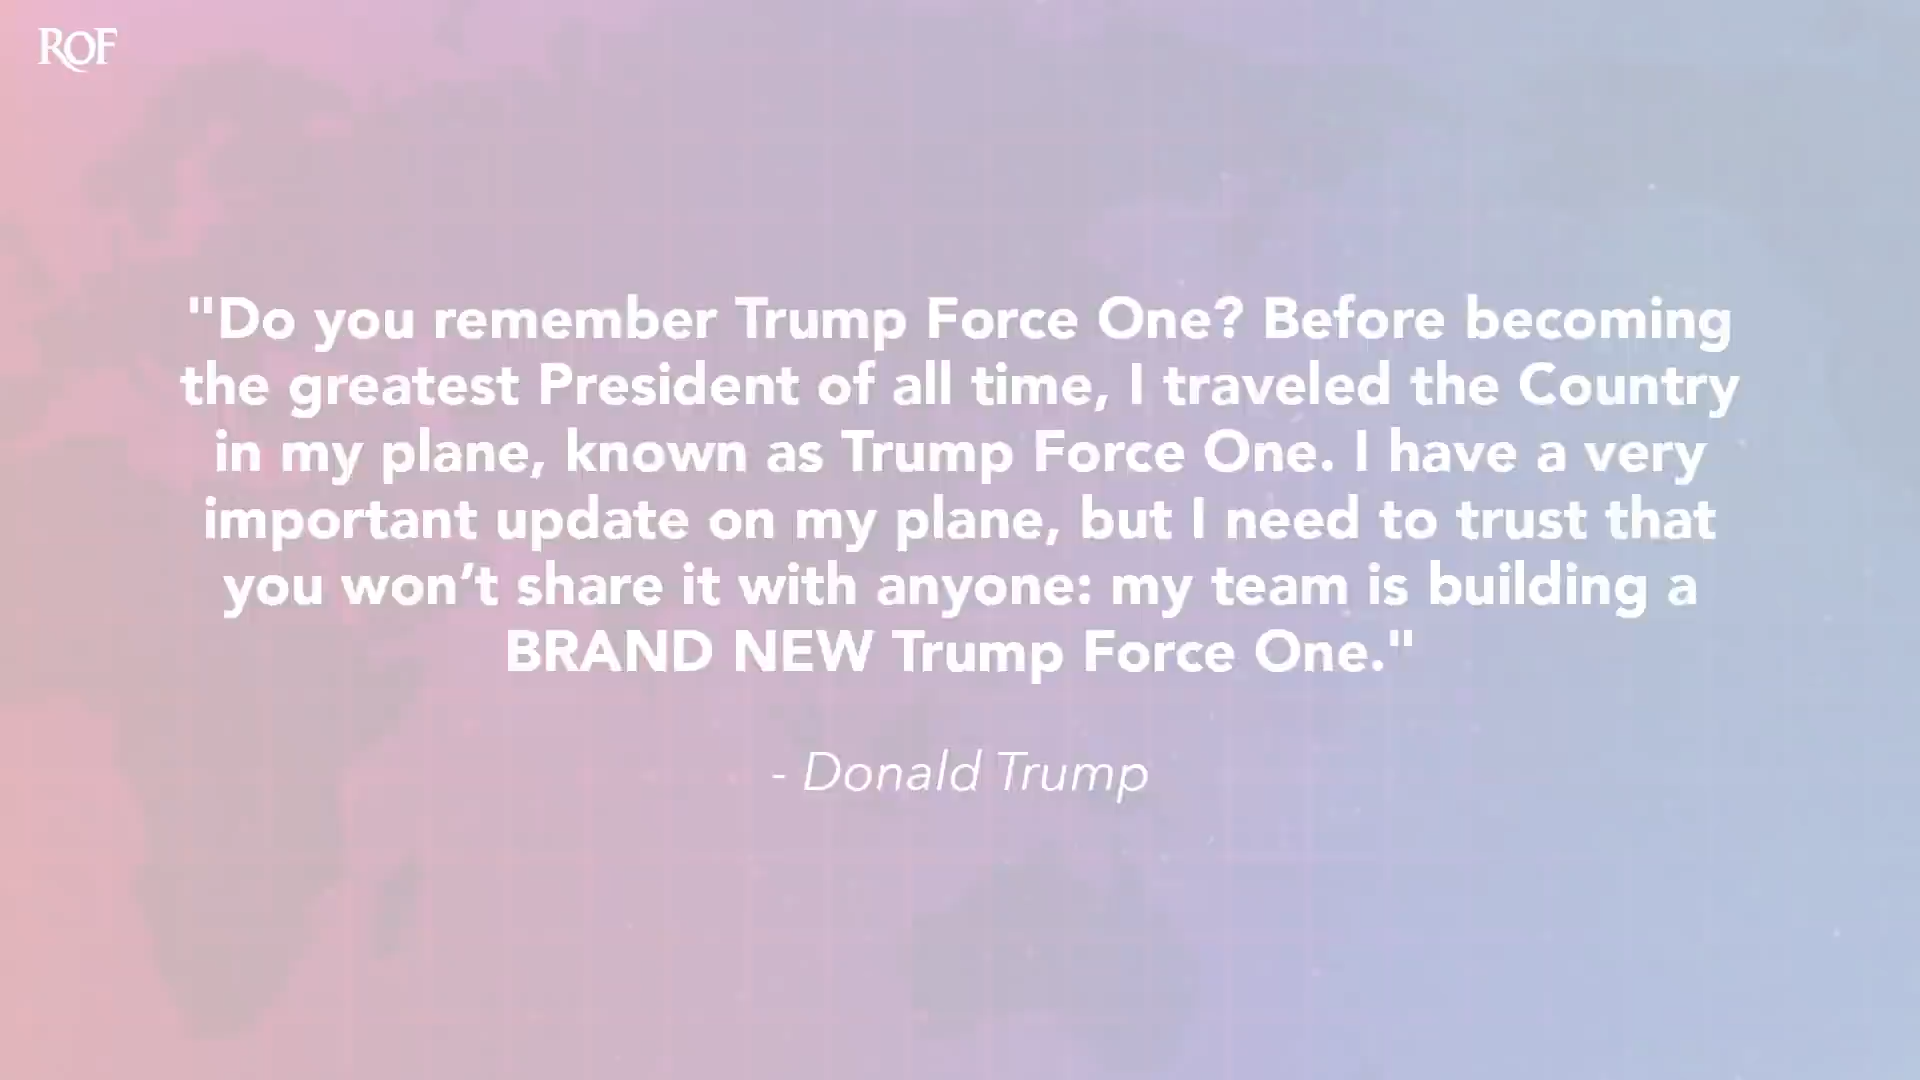 ROF
"Do you remember Trump Force One? Before becoming
the greatest President of all time, I traveled the Country
in my plane, known as Trump Force One. I have a very
important update on my plane, but I need to trust that
you won’t share it with anyone: my team is building a
BRAND NEW Trump Force One."
- Donald Trump